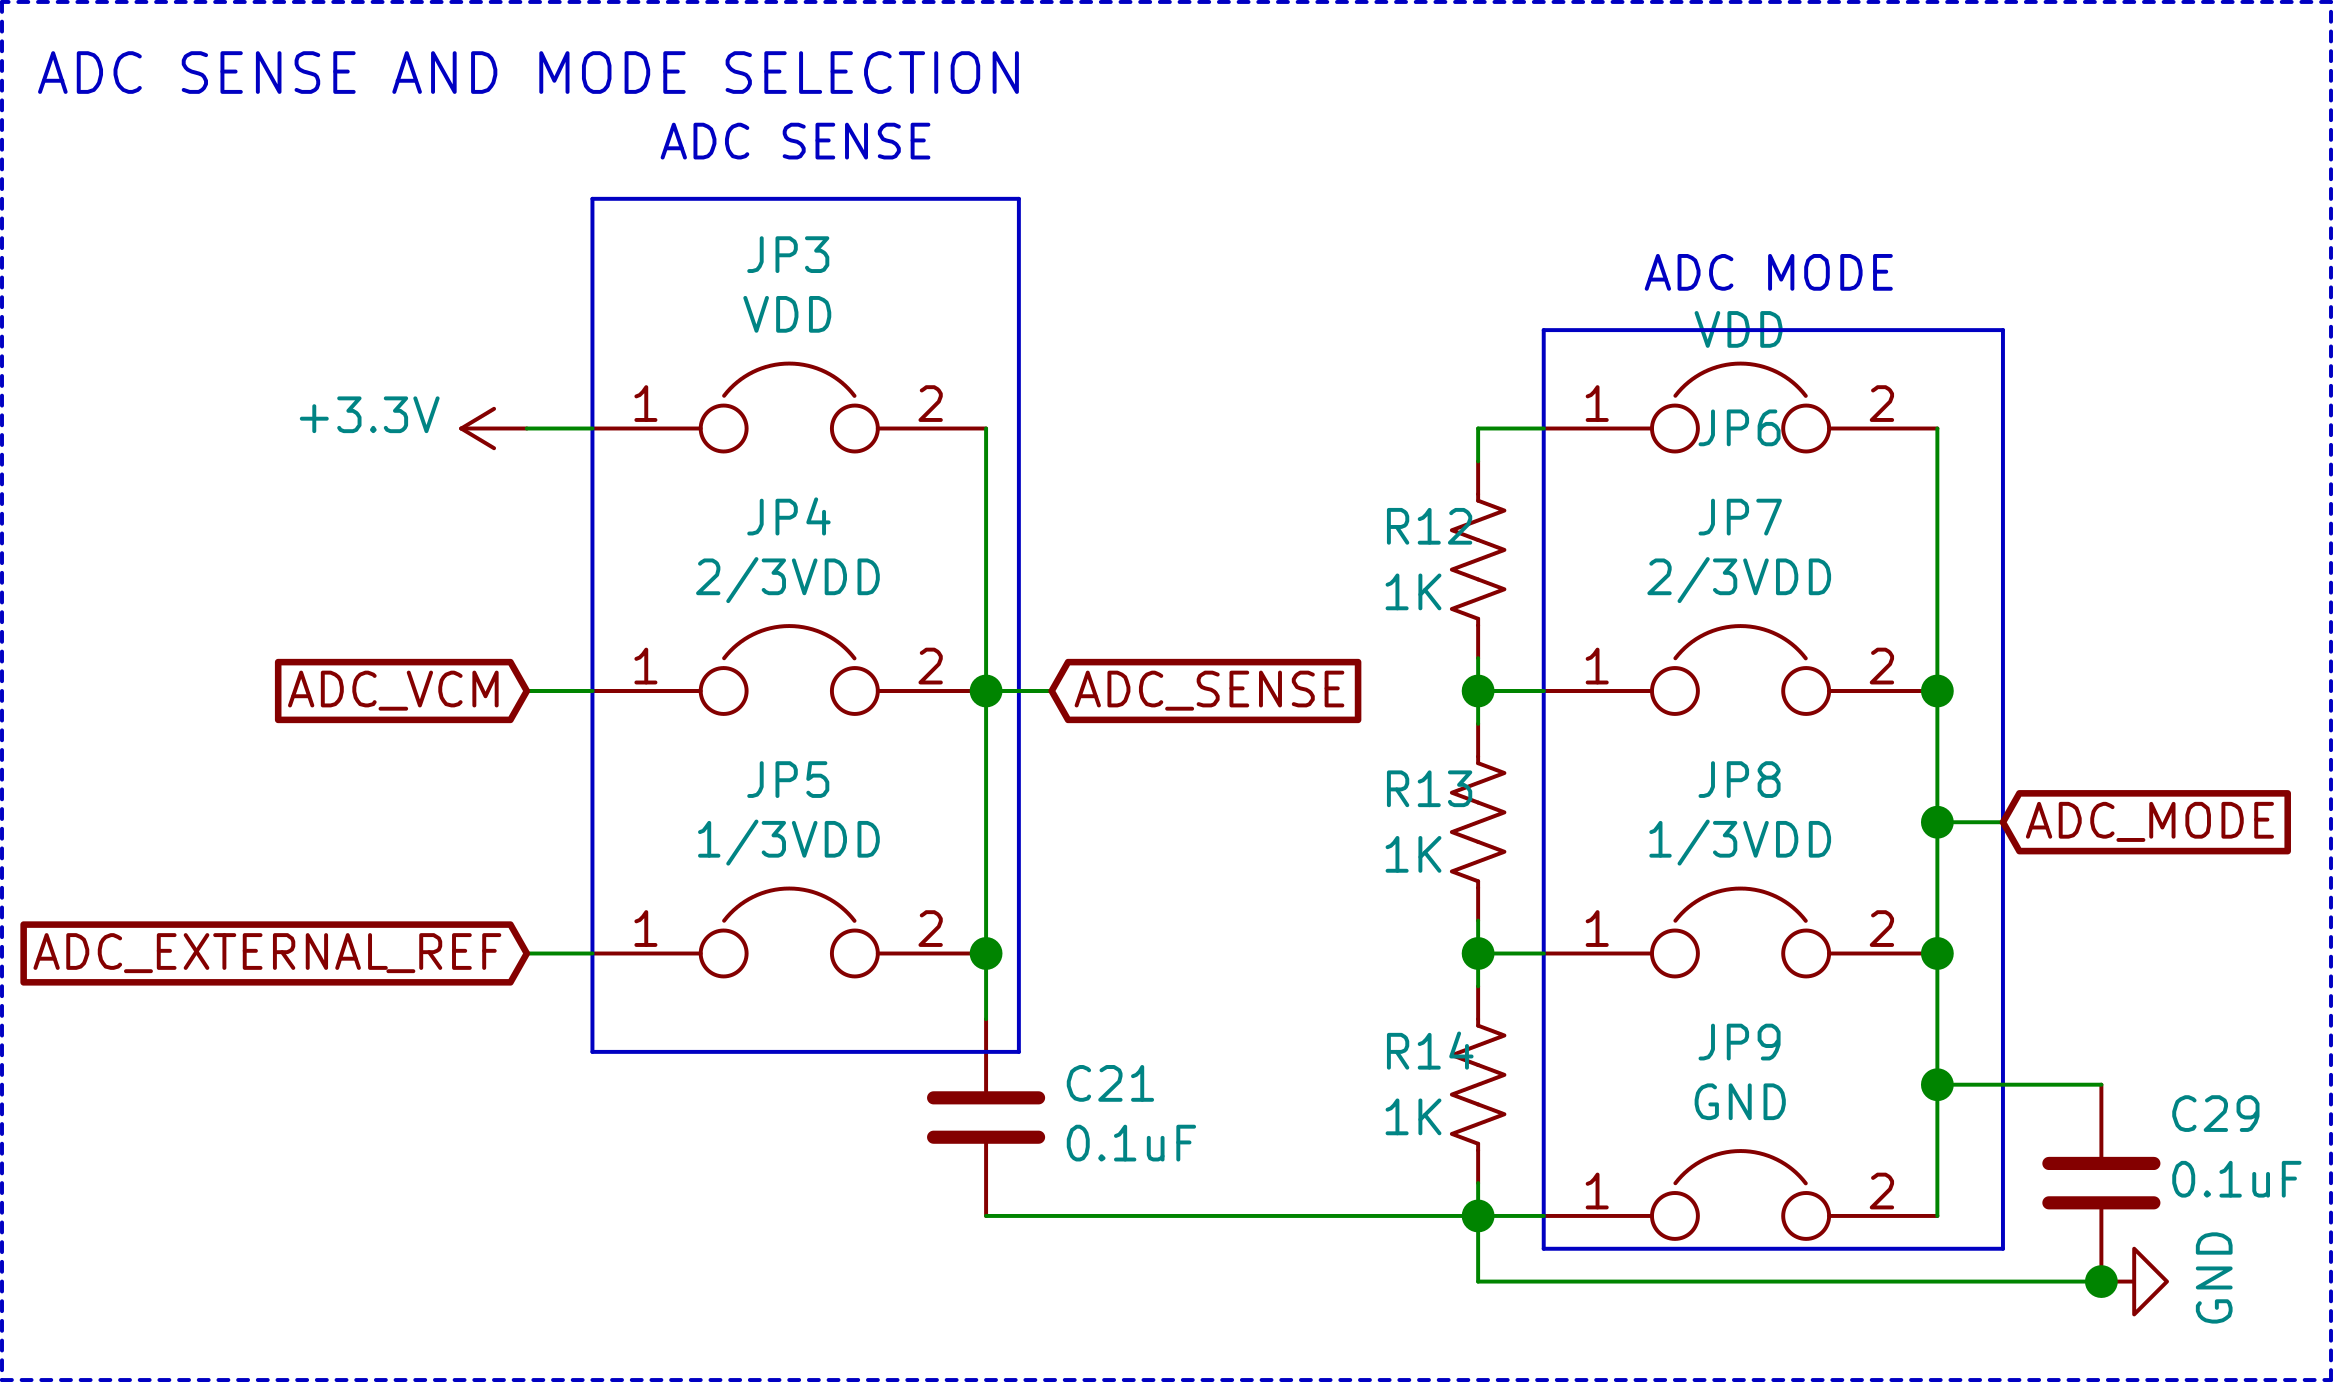 ADC SENSE AND MODE SELECTION
ADC SENSE
JP3
VDD
+3.3V
1
2
JP4
2/3VDD
ADC_VCM
1
2
ADC_SENSE
JP5
1/3VDD
ADC_EXTERNAL_REF
1
2
C21
0.1uF
ADC MODE
VDD
1
2
JP6
R12
1K
JP7
2/3VDD
1
2
R13
1K
JP8
1/3VDD
ADC_MODE
1
2
R14
1K
JP9
GND
1
2
C29
0.1uF
GND